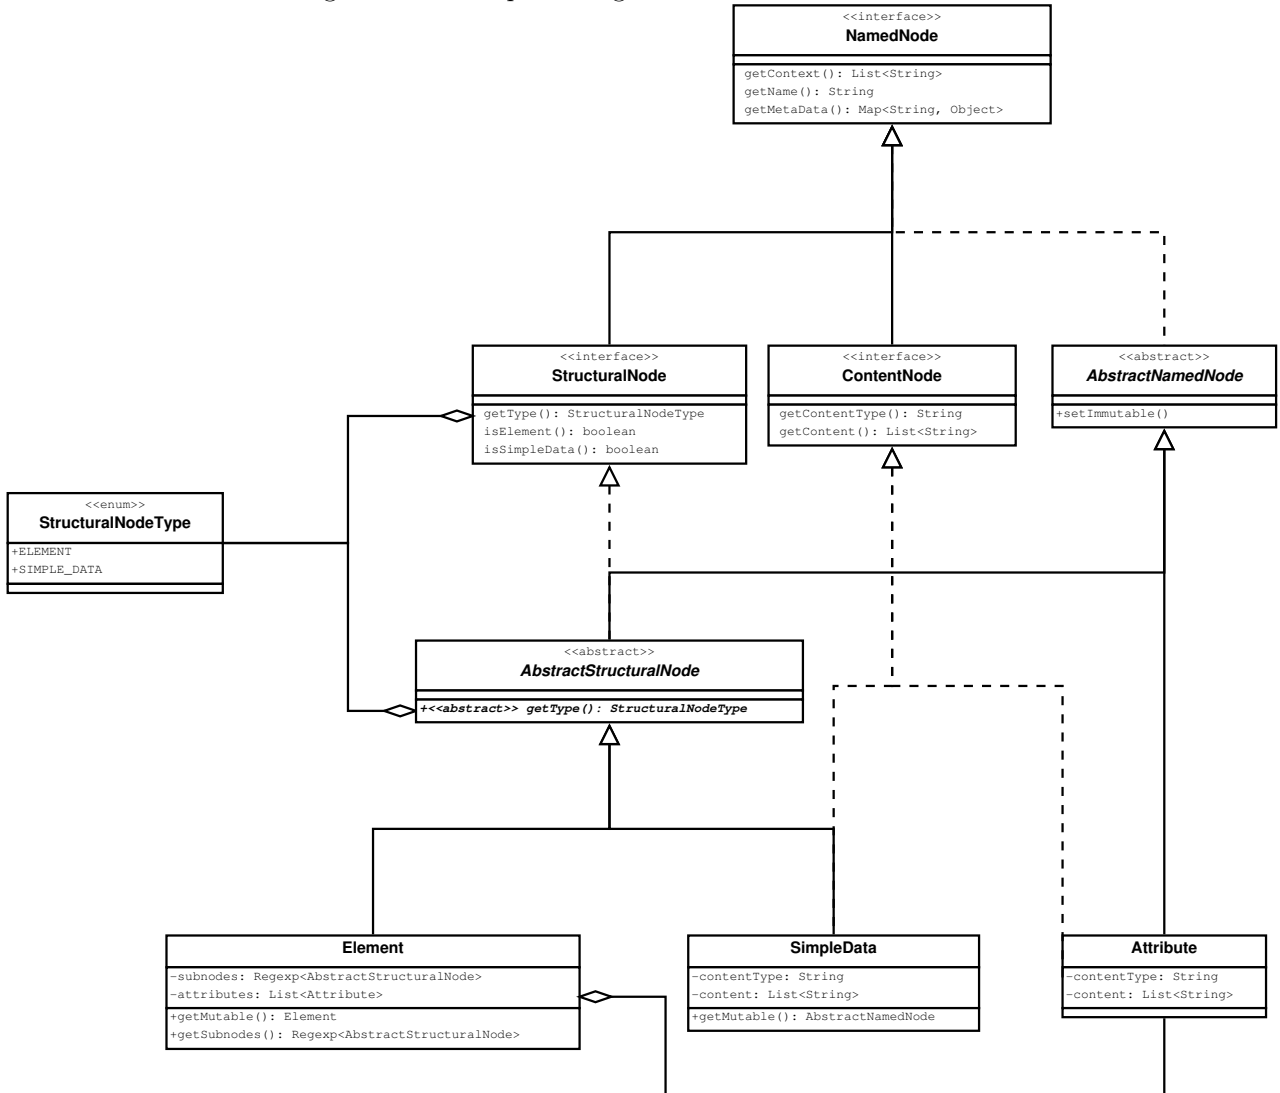 <<interface>>
NamedNode
getContext(): List<String>
getName(): String
getMetaData(): Map<String, Object>
<<interface>>
StructuralNode
getType(): StructuralNodeType
isElement(): boolean
isSimpleData(): boolean
<<interface>>
ContentNode
getContentType(): String
getContent(): List<String>
<<abstract>>
AbstractNamedNode
+setImmutable()
<<enum>>
StructuralNodeType
+ELEMENT
+SIMPLE_DATA
<<abstract>>
AbstractStructuralNode
+<<abstract>> getType(): StructuralNodeType
Element
-subnodes: Regexp<AbstractStructuralNode>
-attributes: List<Attribute>
+getMutable(): Element
+getSubnodes(): Regexp<AbstractStructuralNode>
SimpleData
-contentType: String
-content: List<String>
+getMutable(): AbstractNamedNode
Attribute
-contentType: String
-content: List<String>